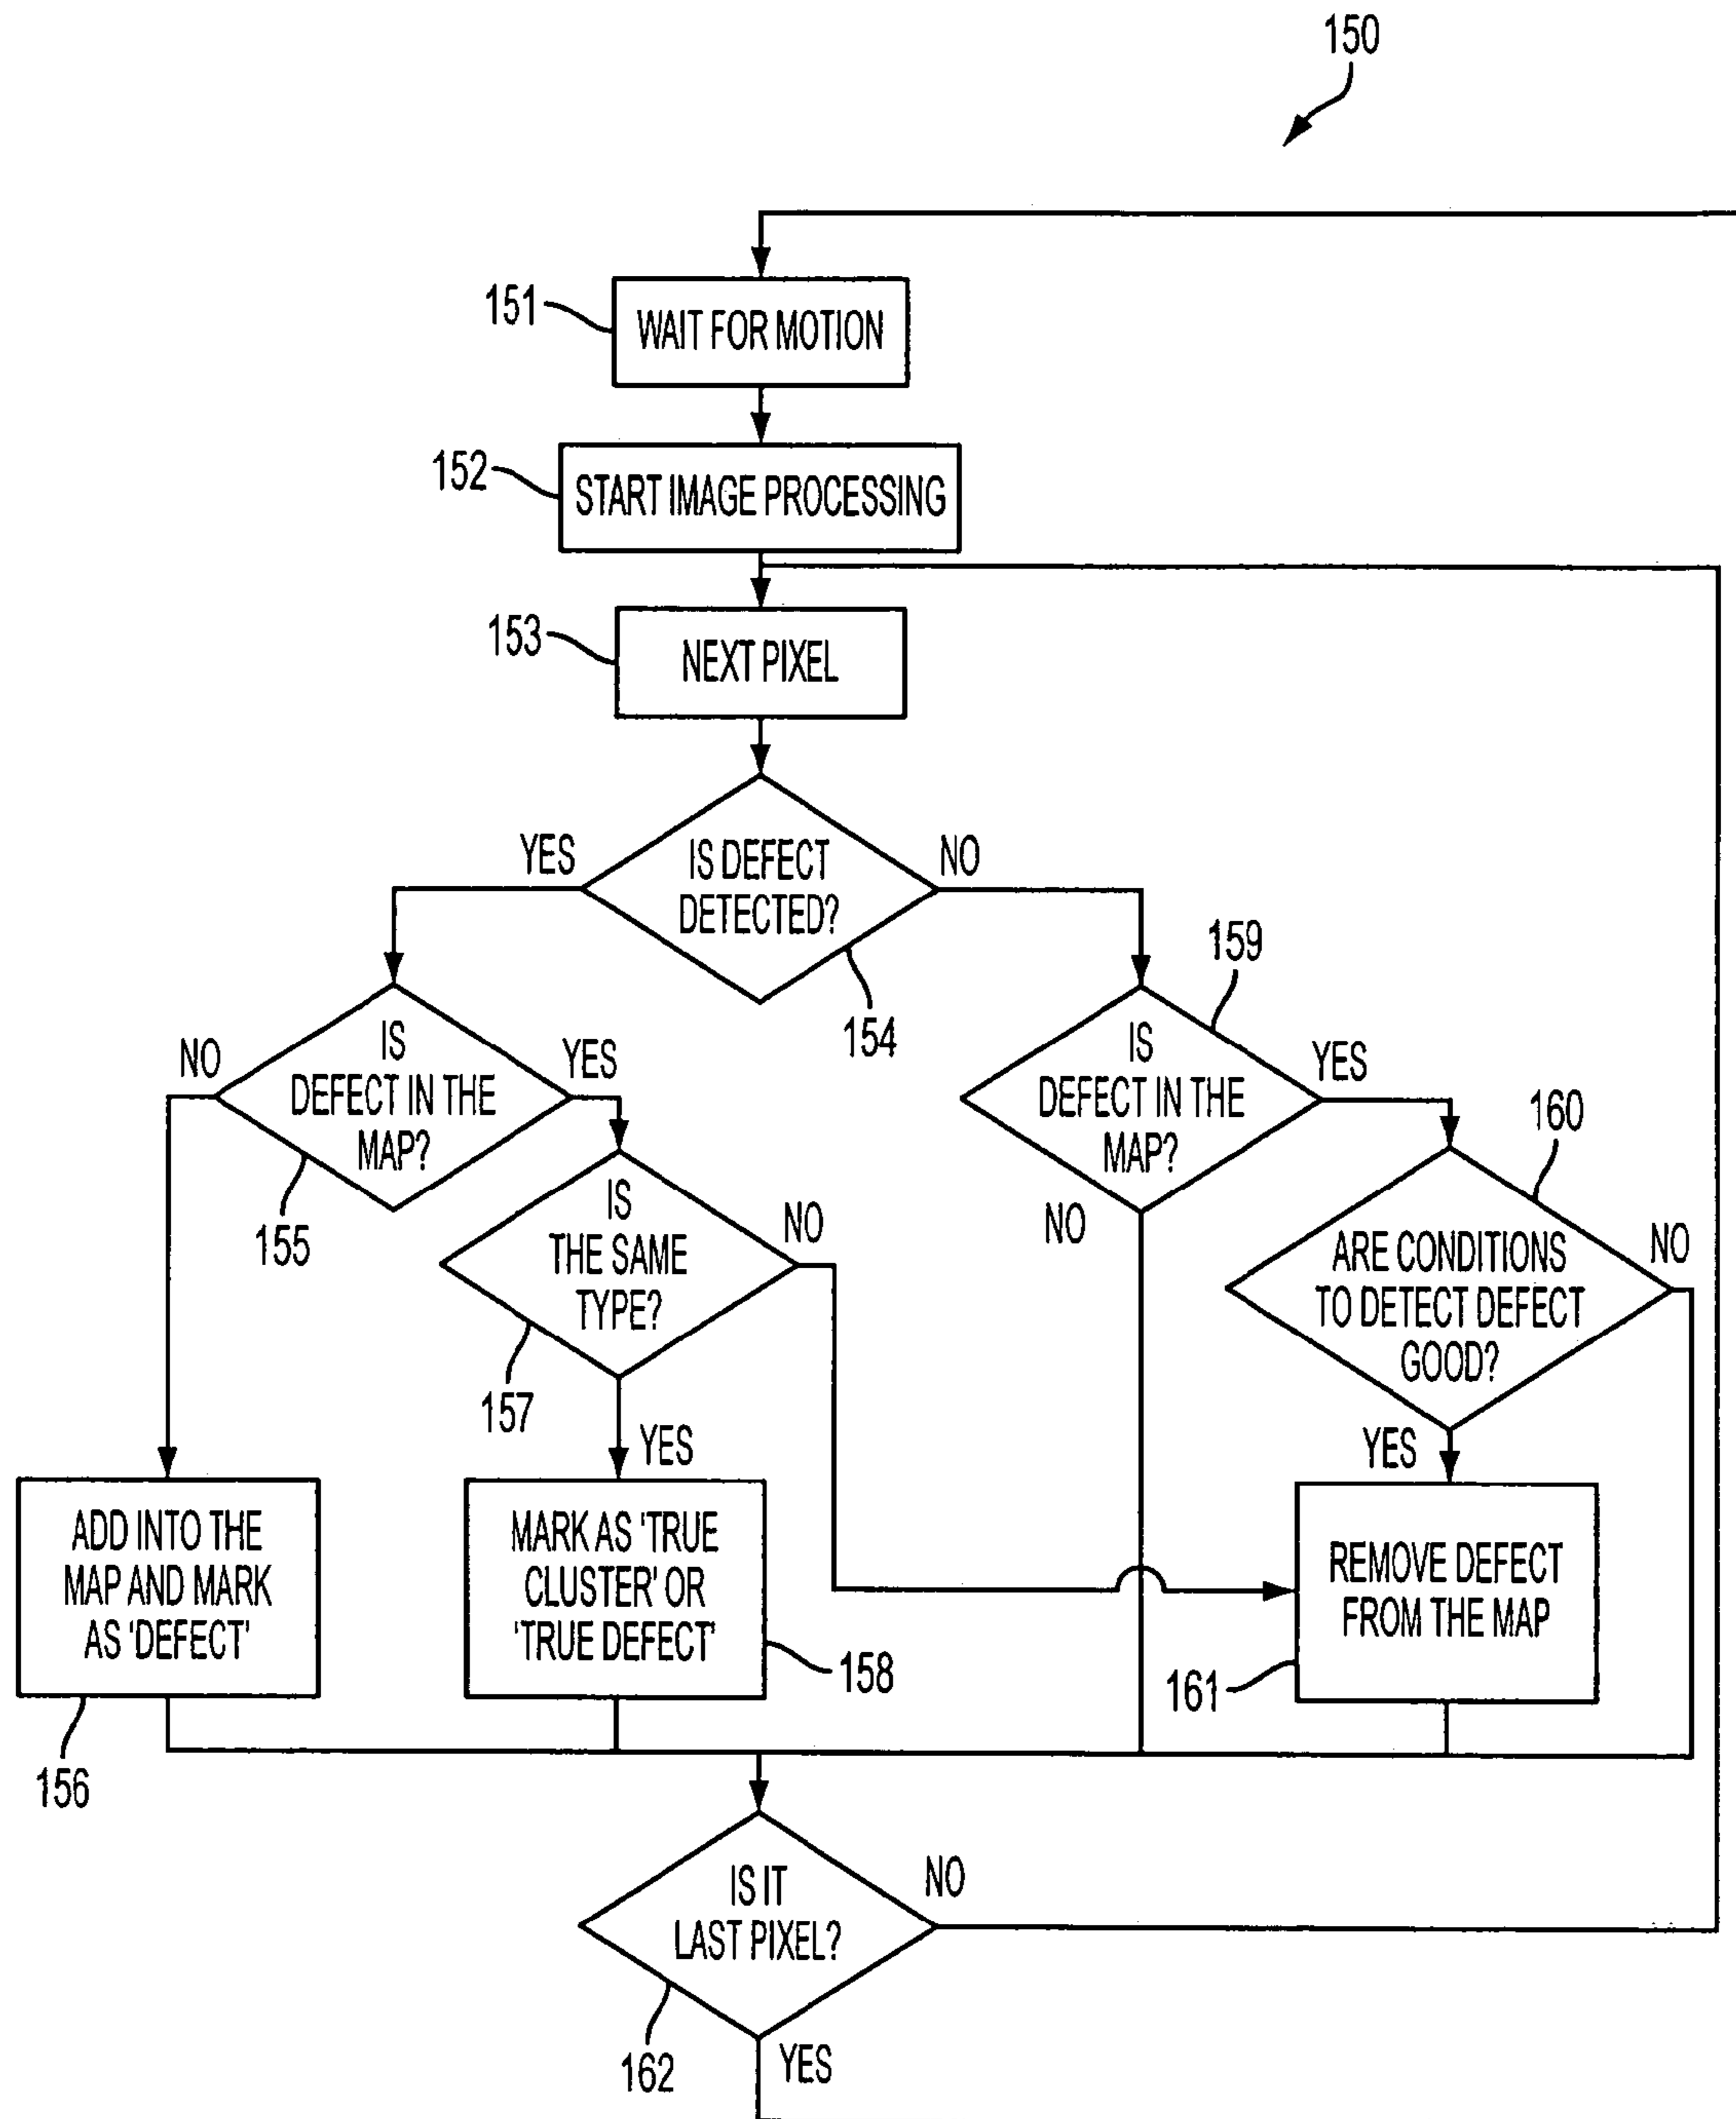 150
151
WAIT FOR MOTION
152
START IMAGE PROCESSING
153
NEXT PIXEL
YES
IS DEFECT
DETECTED?
NO
154
159
NO
IS
DEFECT IN THE
MAP?
YES
155
IS
DEFECT IN THE
MAP?
YES
NO
160
IS
THE SAME
TYPE?
NO
157
YES
ARE CONDITIONS
TO DETECT DEFECT
GOOD?
NO
YES
ADD INTO THE
MAP AND MARK
AS 'DEFECT'
156
MARK AS 'TRUE
CLUSTER' OR
'TRUE DEFECT'
158
REMOVE DEFECT
FROM THE MAP
161
IS IT
LAST PIXEL?
NO
162
YES